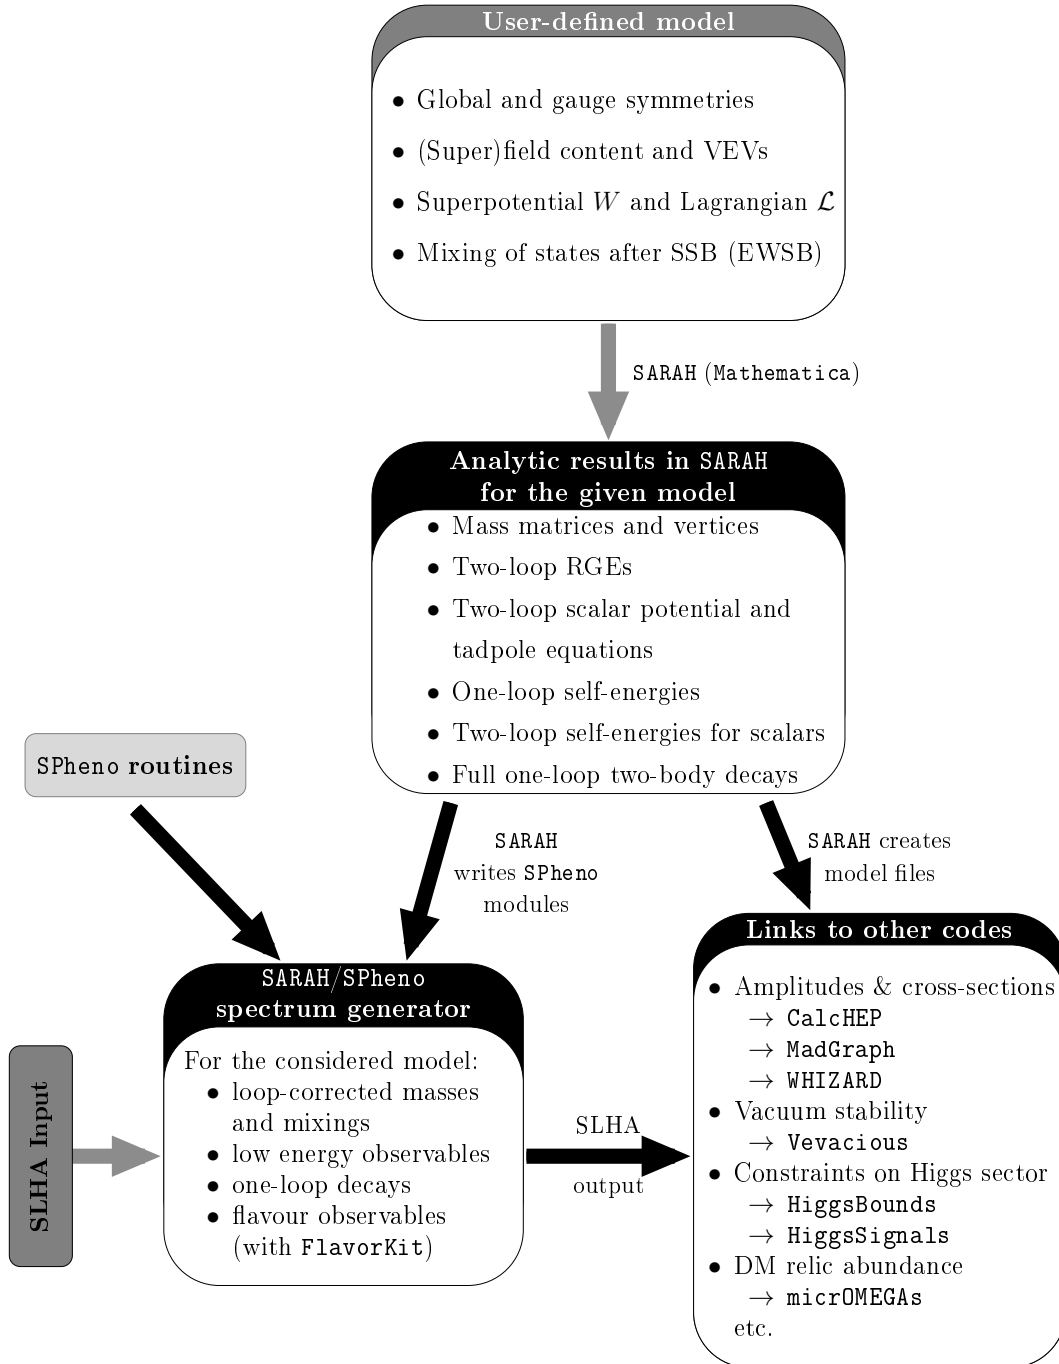 User-defined model
• Global and gauge symmetries
• (Super)field content and VEVs
• Superpotential W and Lagrangian ℒ
• Mixing of states after SSB (EWSB)
SARAH (Mathematica)
Analytic results in SARAH
for the given model
• Mass matrices and vertices
• Two-loop RGEs
• Two-loop scalar potential and
tadpole equations
• One-loop self-energies
• Two-loop self-energies for scalars
• Full one-loop two-body decays
SPheno routines
SARAH
writes SPheno
modules
SARAH creates
model files
SARAH/SPheno
spectrum generator
For the considered model:
• loop-corrected masses
and mixings
• low energy observables
• one-loop decays
• flavour observables
(with FlavorKit)
SLHA Input
SLHA
output
Links to other codes
• Amplitudes & cross-sections
→ CalcHEP
→ MadGraph
→ WHIZARD
• Vacuum stability
→ Vevacious
• Constraints on Higgs sector
→ HiggsBounds
→ HiggsSignals
• DM relic abundance
→ micrOMEGAs
etc.